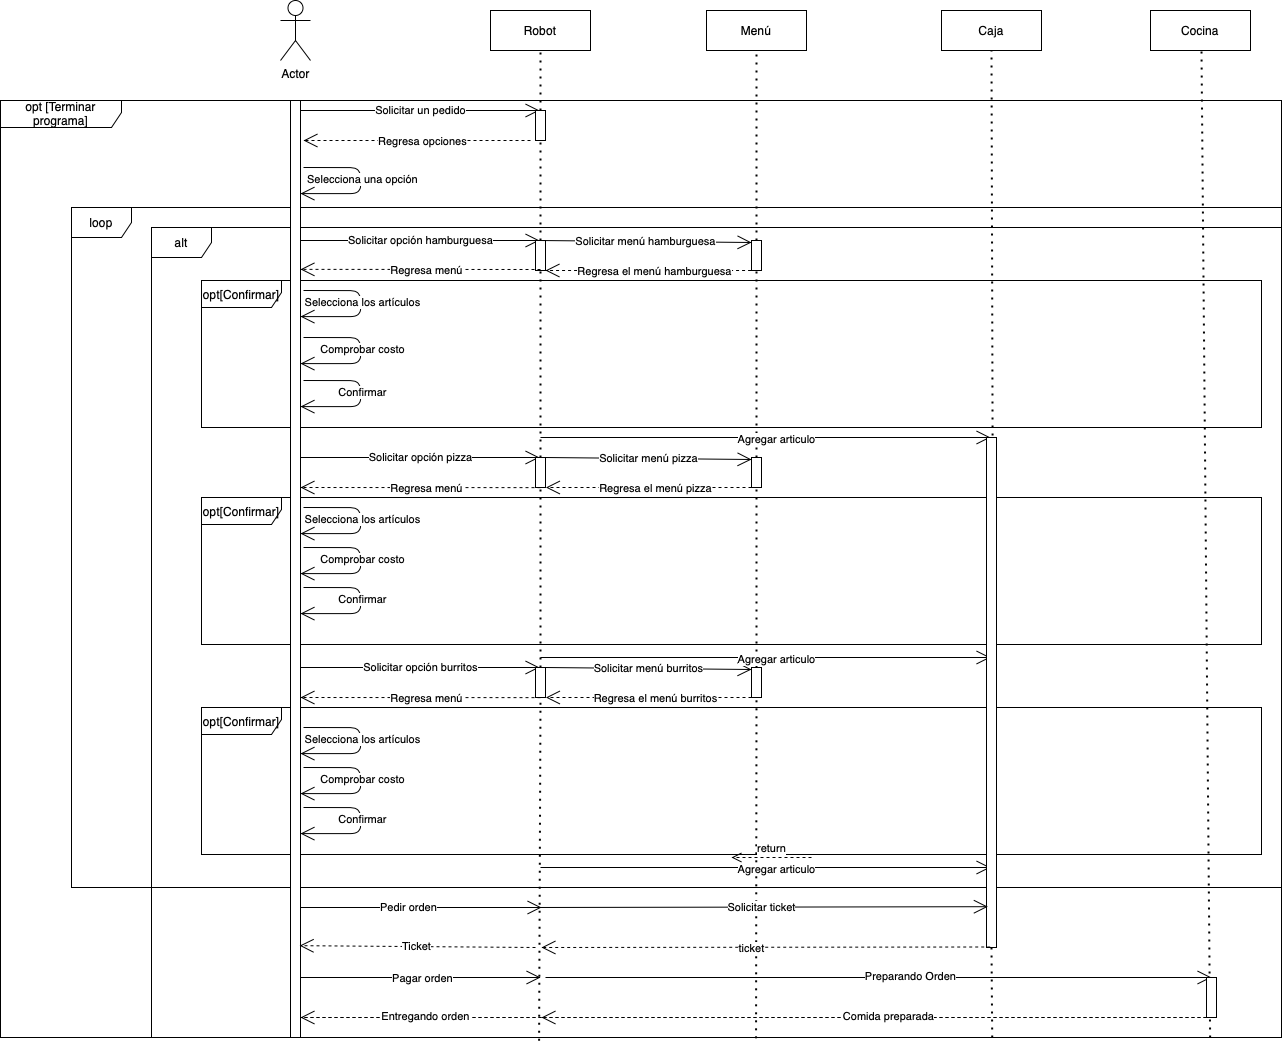 Robot
Menú
Caja
Cocina
Actor
opt [Terminar
programa]
Solicitar un pedido
Regresa opciones
Selecciona una opción
loop
alt
Solicitar opción hamburguesa
Solicitar menú hamburguesa
Regresa menú
Regresa el menú hamburguesa
opt[Confirmar]
Selecciona los artículos
Comprobar costo
Confirmar
Agregar articulo
Solicitar opción pizza
Solicitar menú pizza
Regresa menú
Regresa el menú pizza
opt[Confirmar]
Selecciona los artículos
Comprobar costo
Confirmar
Agregar articulo
Solicitar opción burritos
Solicitar menú burritos
Regresa menú
Regresa el menú burritos
opt[Confirmar]
Selecciona los artículos
Comprobar costo
Confirmar
return
Agregar articulo
Pedir orden
Solicitar ticket
Ticket
ticket
Pagar orden
Preparando Orden
Entregando orden
Comida preparada